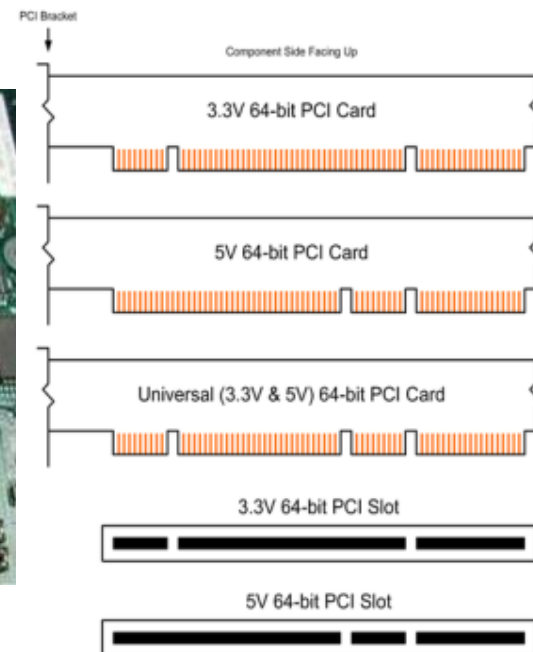 PCI Bracket
Component Side Facing Up
3.3V 64-bit PCI Card
5V 64-bit PCI Card
Universal (3.3V & 5V) 64-bit PCI Card
3.3V 64-bit PCI Slot
5V 64-bit PCI Slot